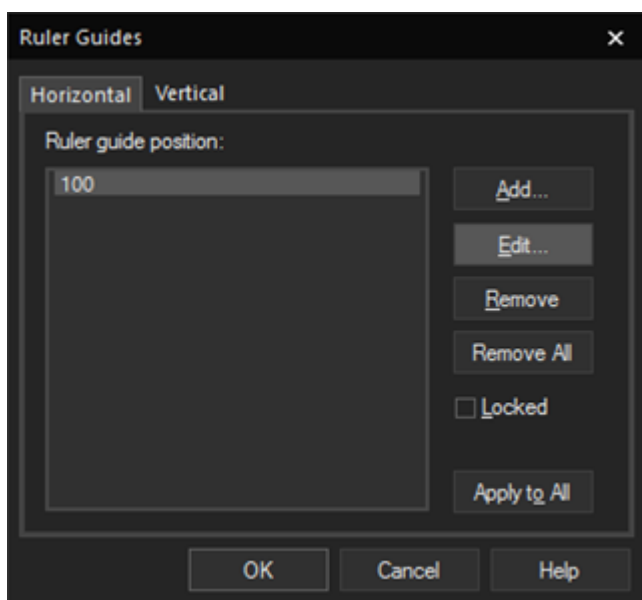 Ruler Guides
Horizontal Vertical
Ruler guide position:
100
Add...
Edit...
Remove
Remove All
Locked
Apply to All
OK Cancel Help